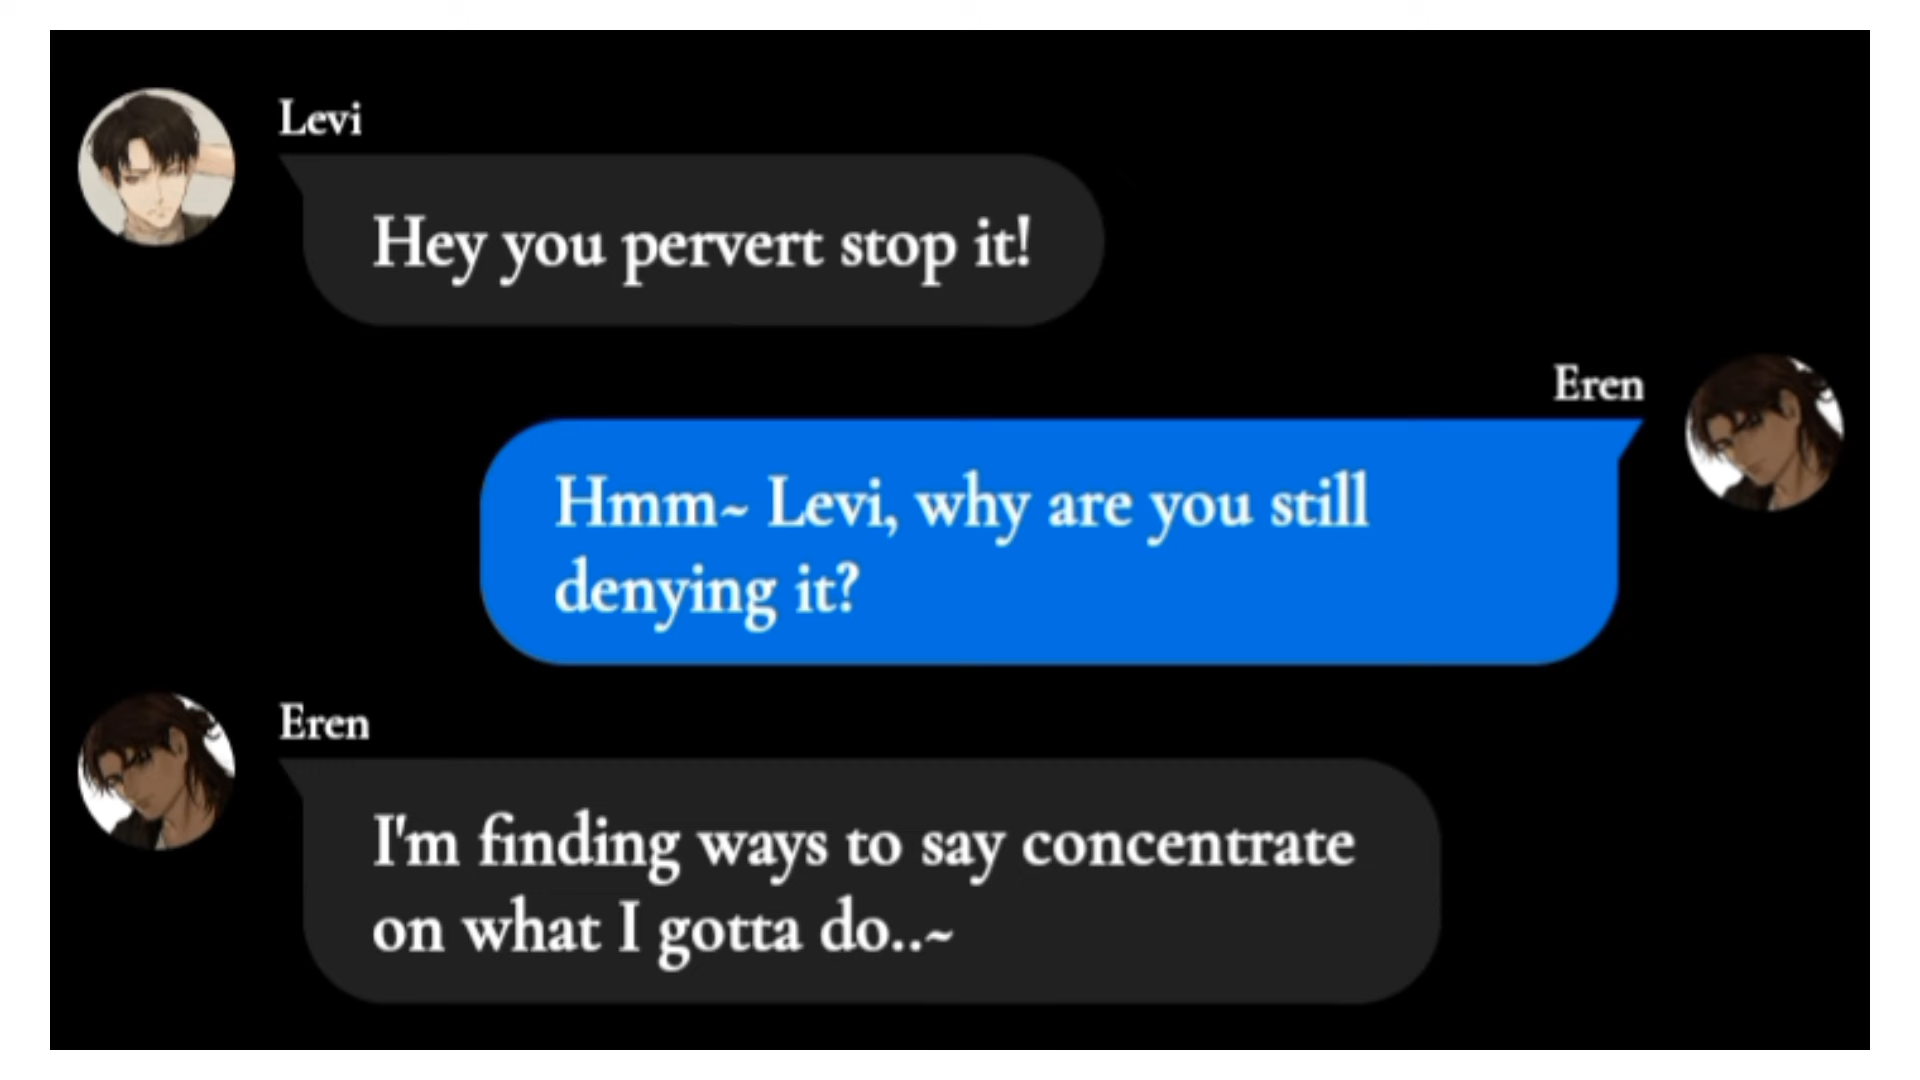 Levi
Hey you pervert stop it!
Eren
Hmm~ Levi, why are you still
denying it?
Eren
I'm finding ways to say concentrate
on what I gotta do..~